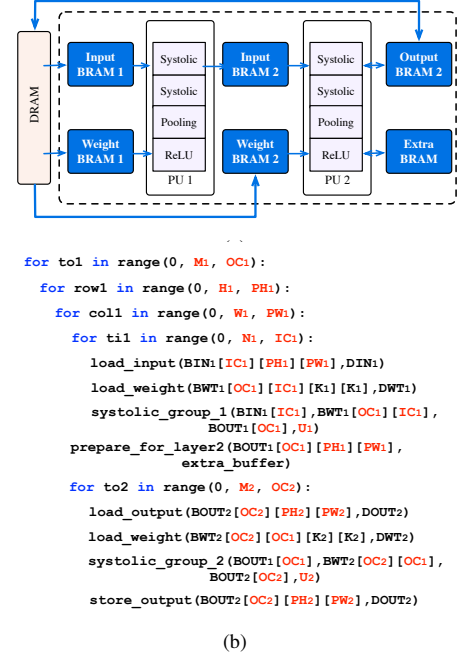 DRAM
Input
BRAM 1
Systolic
Systolic
Pooling
ReLU
PU 1
Weight
BRAM 1
Input
BRAM 2
Weight
BRAM 2
Systolic
Systolic
Pooling
ReLU
PU 2
Output
BRAM 2
Extra
BRAM
for to1 in range(0, M1, OC1):
for row1 in range(0, H1, PH1):
for col1 in range(0, W1, PW1):
for ti1 in range(0, N1, IC1):
load_input(BIN1[IC1][PH1][PW1],DIN1)
load_weight(BWT1[OC1][IC1][K1][K1],DWT1)
systolic_group_1(BIN1[IC1],BWT1[OC1][IC1],
BOUT1[OC1],U1)
prepare_for_layer2(BOUT1[OC1][PH1][PW1],
extra_buffer)
for to2 in range(0, M2, OC2):
load_output(BOUT2[OC2][PH2][PW2],DOUT2)
load_weight(BWT2[OC2][OC1][K2][K2],DWT2)
systolic_group_2(BOUT1[OC1],BWT2[OC2][OC1],
BOUT2[OC2],U2)
store_output(BOUT2[OC2][PH2][PW2],DOUT2)
(b)